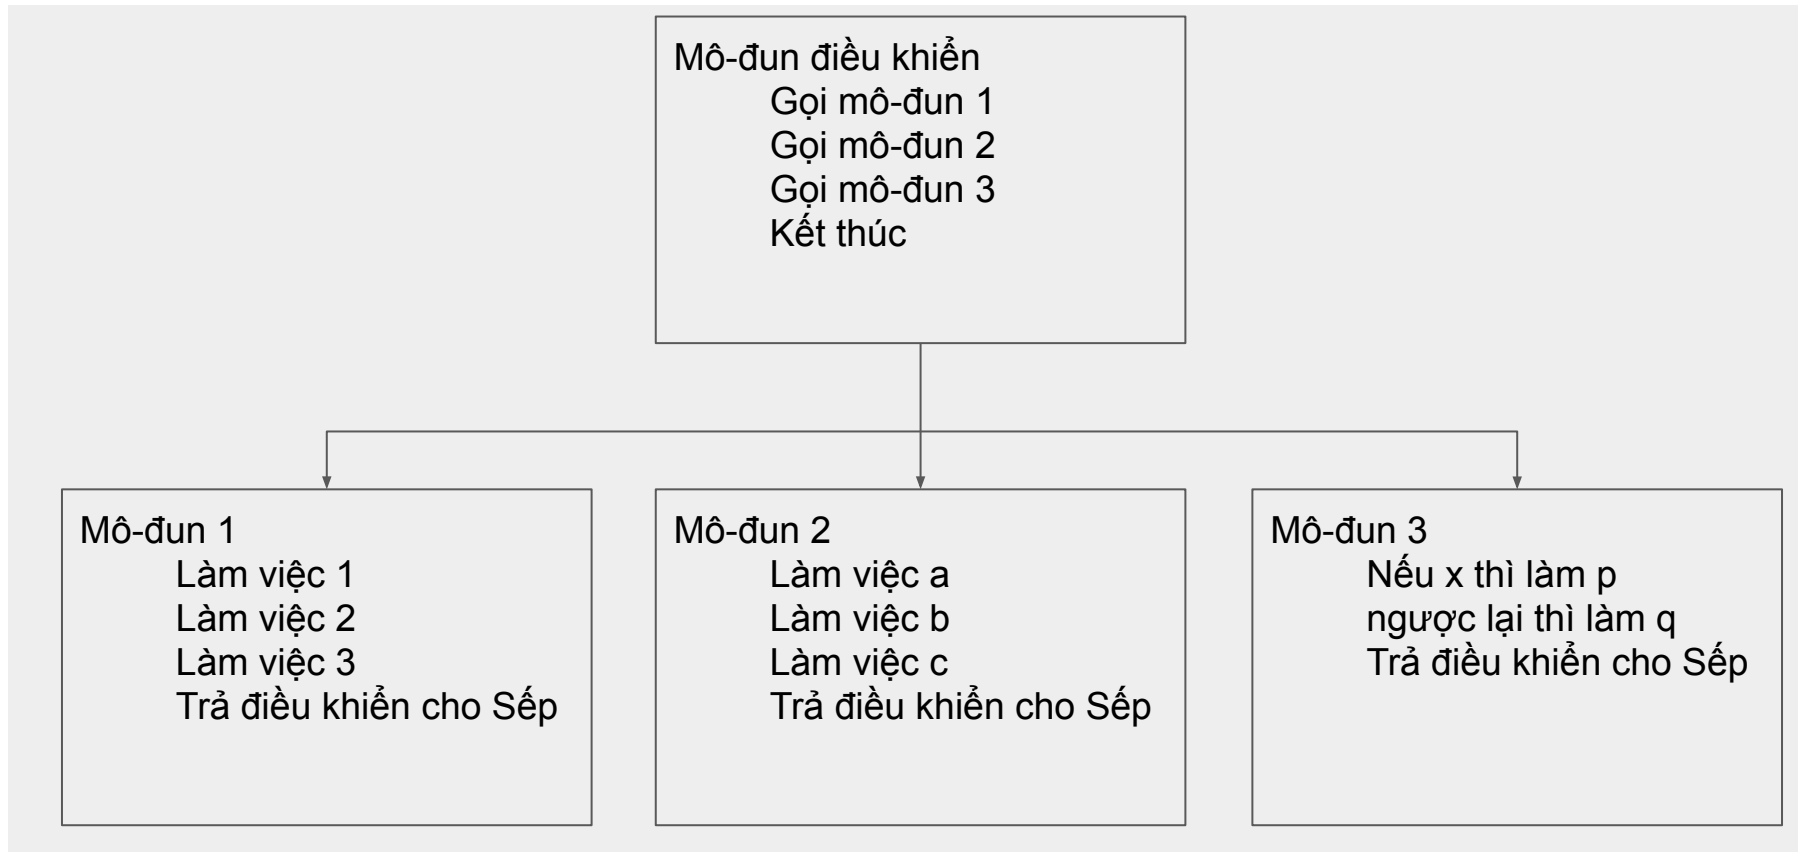 Mô-đun điều khiển
Gọi mô-đun 1
Gọi mô-đun 2
Gọi mô-đun 3
Kết thúc
Mô-đun 1
Làm việc 1
Làm việc 2
Làm việc 3
Trả điều khiển cho Sếp
Mô-đun 2
Làm việc a
Làm việc b
Làm việc c
Trả điều khiển cho Sếp
Mô-đun 3
Nếu x thì làm p
ngược lại thì làm q
Trả điều khiển cho Sếp